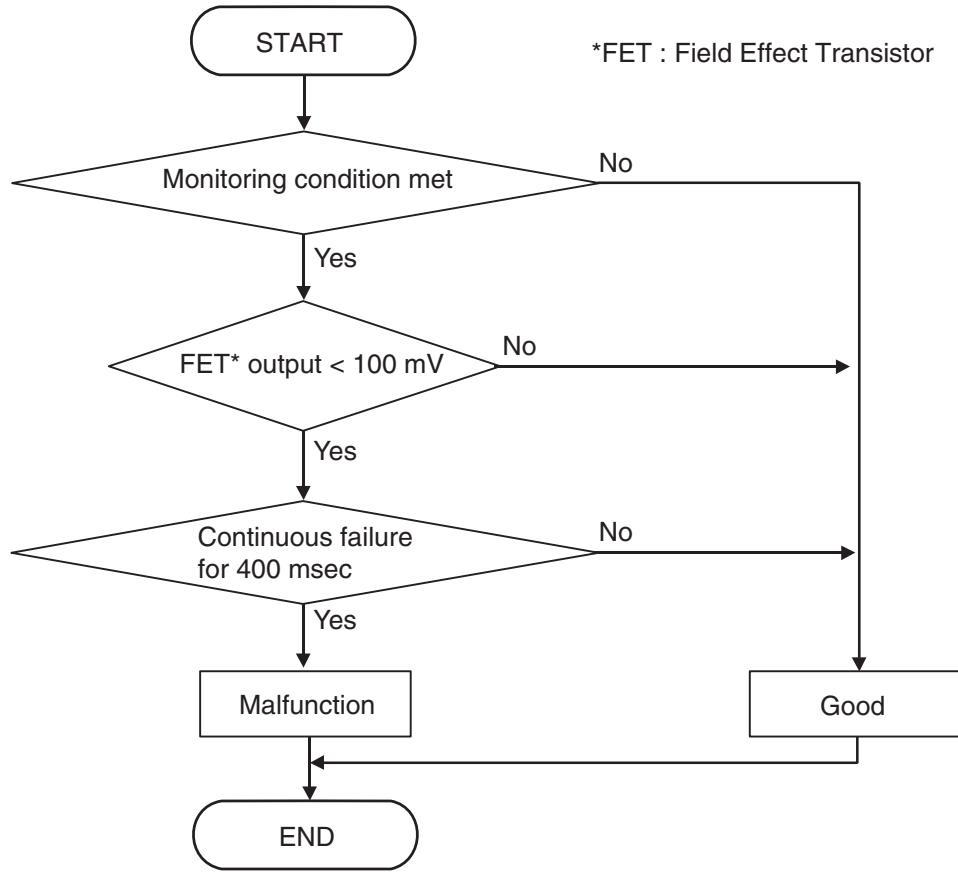 START
*FET : Field Effect Transistor
Monitoring condition met
No
Yes
FET* output < 100 mV
No
Yes
Continuous failure
for 400 msec
No
Yes
Malfunction
Good
END